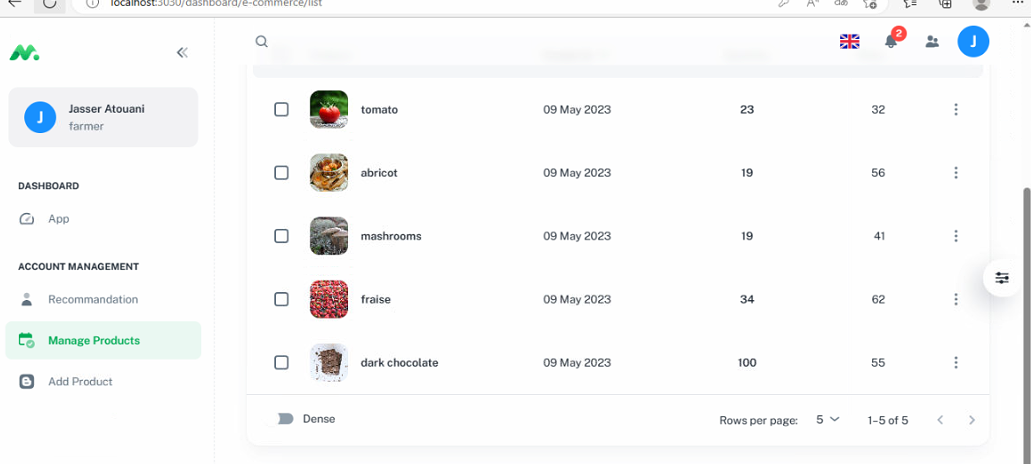 localhost:3030/dashboard/e-commerce/list
2
J
J
Jasser Atouani
farmer
DASHBOARD
App
ACCOUNT MANAGEMENT
Recommandation
Manage Products
Add Product
tomato 09 May 2023 23 32
abricot 09 May 2023 19 56
mashrooms 09 May 2023 19 41
fraise 09 May 2023 34 62
dark chocolate 09 May 2023 100 55
Dense Rows per page: 5 1–5 of 5